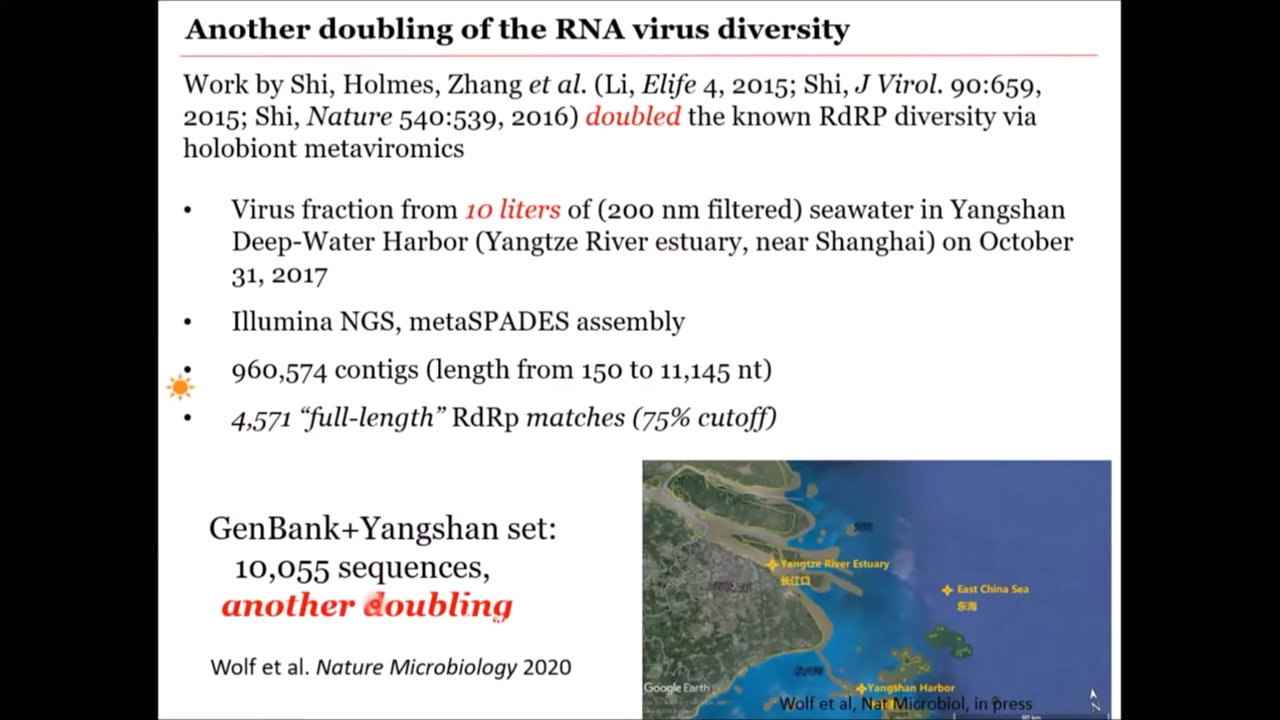 Another doubling of the RNA virus diversity
Work by Shi, Holmes, Zhang et al. (Li, Elife 4, 2015; Shi, J Virol. 90:659,
2015; Shi, Nature 540:539, 2016) doubled the known RdRP diversity via
holobiont metaviromics
• Virus fraction from 10 liters of (200 nm filtered) seawater in Yangshan
Deep-Water Harbor (Yangtze River estuary, near Shanghai) on October
31, 2017
• Illumina NGS, metaSPADES assembly
• 960,574 contigs (length from 150 to 11,145 nt)
• 4,571 “full-length” RdRp matches (75% cutoff)
GenBank+Yangshan set:
10,055 sequences,
another doubling
Wolf et al. Nature Microbiology 2020
Yangtze River Estuary
长江口
East China Sea
东海
Google Earth
Yangshan Harbor
Wolf et al, Nat Microbiol, in press
N